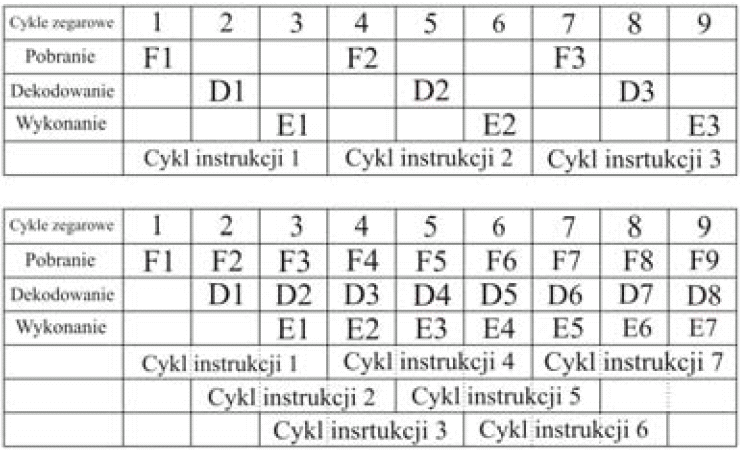 Cykle zegarowe 1 2 3 4 5 6 7 8 9
Pobranie F1 F2 F3
Dekodowanie D1 D2 D3
Wykonanie E1 E2 E3
Cykl instrukcji 1 Cykl instrukcji 2 Cykl insrtukcji 3
Cykle zegarowe 1 2 3 4 5 6 7 8 9
Pobranie F1 F2 F3 F4 F5 F6 F7 F8 F9
Dekodowanie D1 D2 D3 D4 D5 D6 D7 D8
Wykonanie E1 E2 E3 E4 E5 E6 E7
Cykl instrukcji 1 Cykl instrukcji 4 Cykl instrukcji 7
Cykl instrukcji 2 Cykl instrukcji 5
Cykl insrtukcji 3 Cykl instrukcji 6